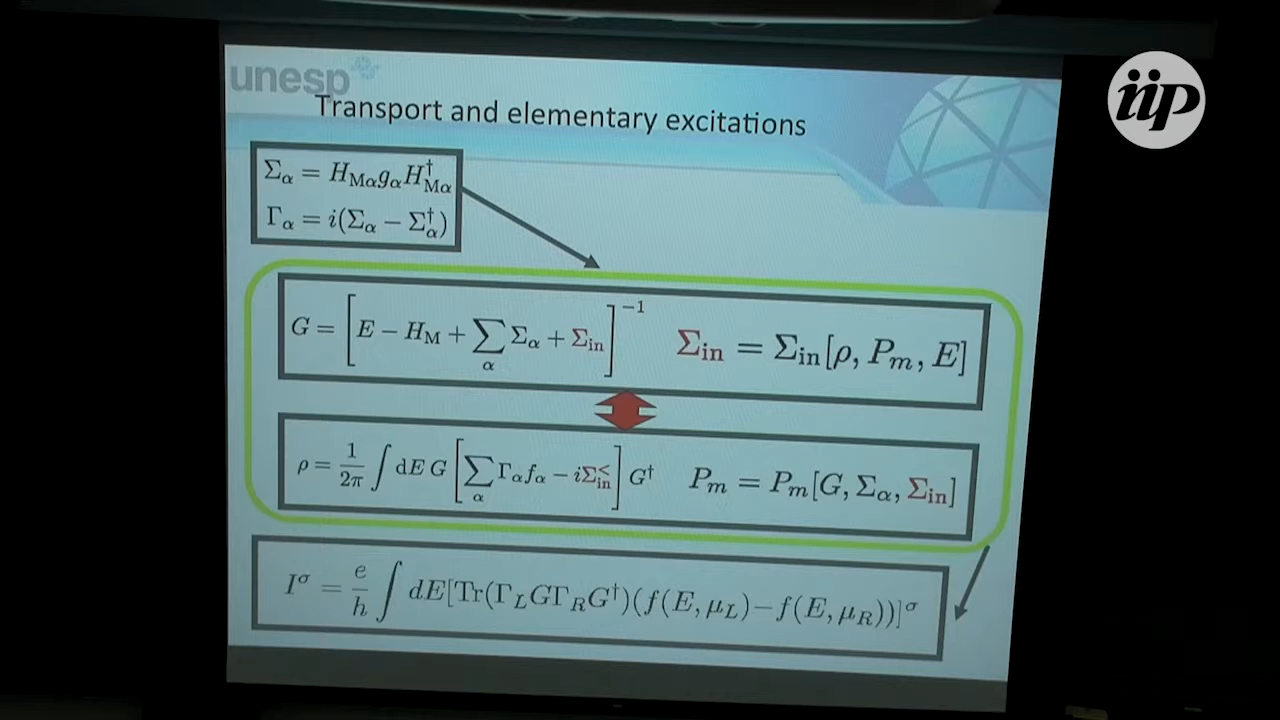 iip
unesp
Transport and elementary excitations
Σ_α = H_{Mα} g_α H†_{Mα}
Γ_α = i(Σ_α − Σ†_α)
G = [E − H_M + ∑_α Σ_α + Σ_in]^{−1}   Σ_in = Σ_in[ρ, P_m, E]
ρ = 1/2π ∫ dE G [∑_α Γ_α f_α − iΣ^<_in] G†   P_m = P_m[G, Σ_α, Σ_in]
I^σ = e/h ∫ dE[Tr(Γ_L G Γ_R G†)(f(E, μ_L) − f(E, μ_R))]^σ